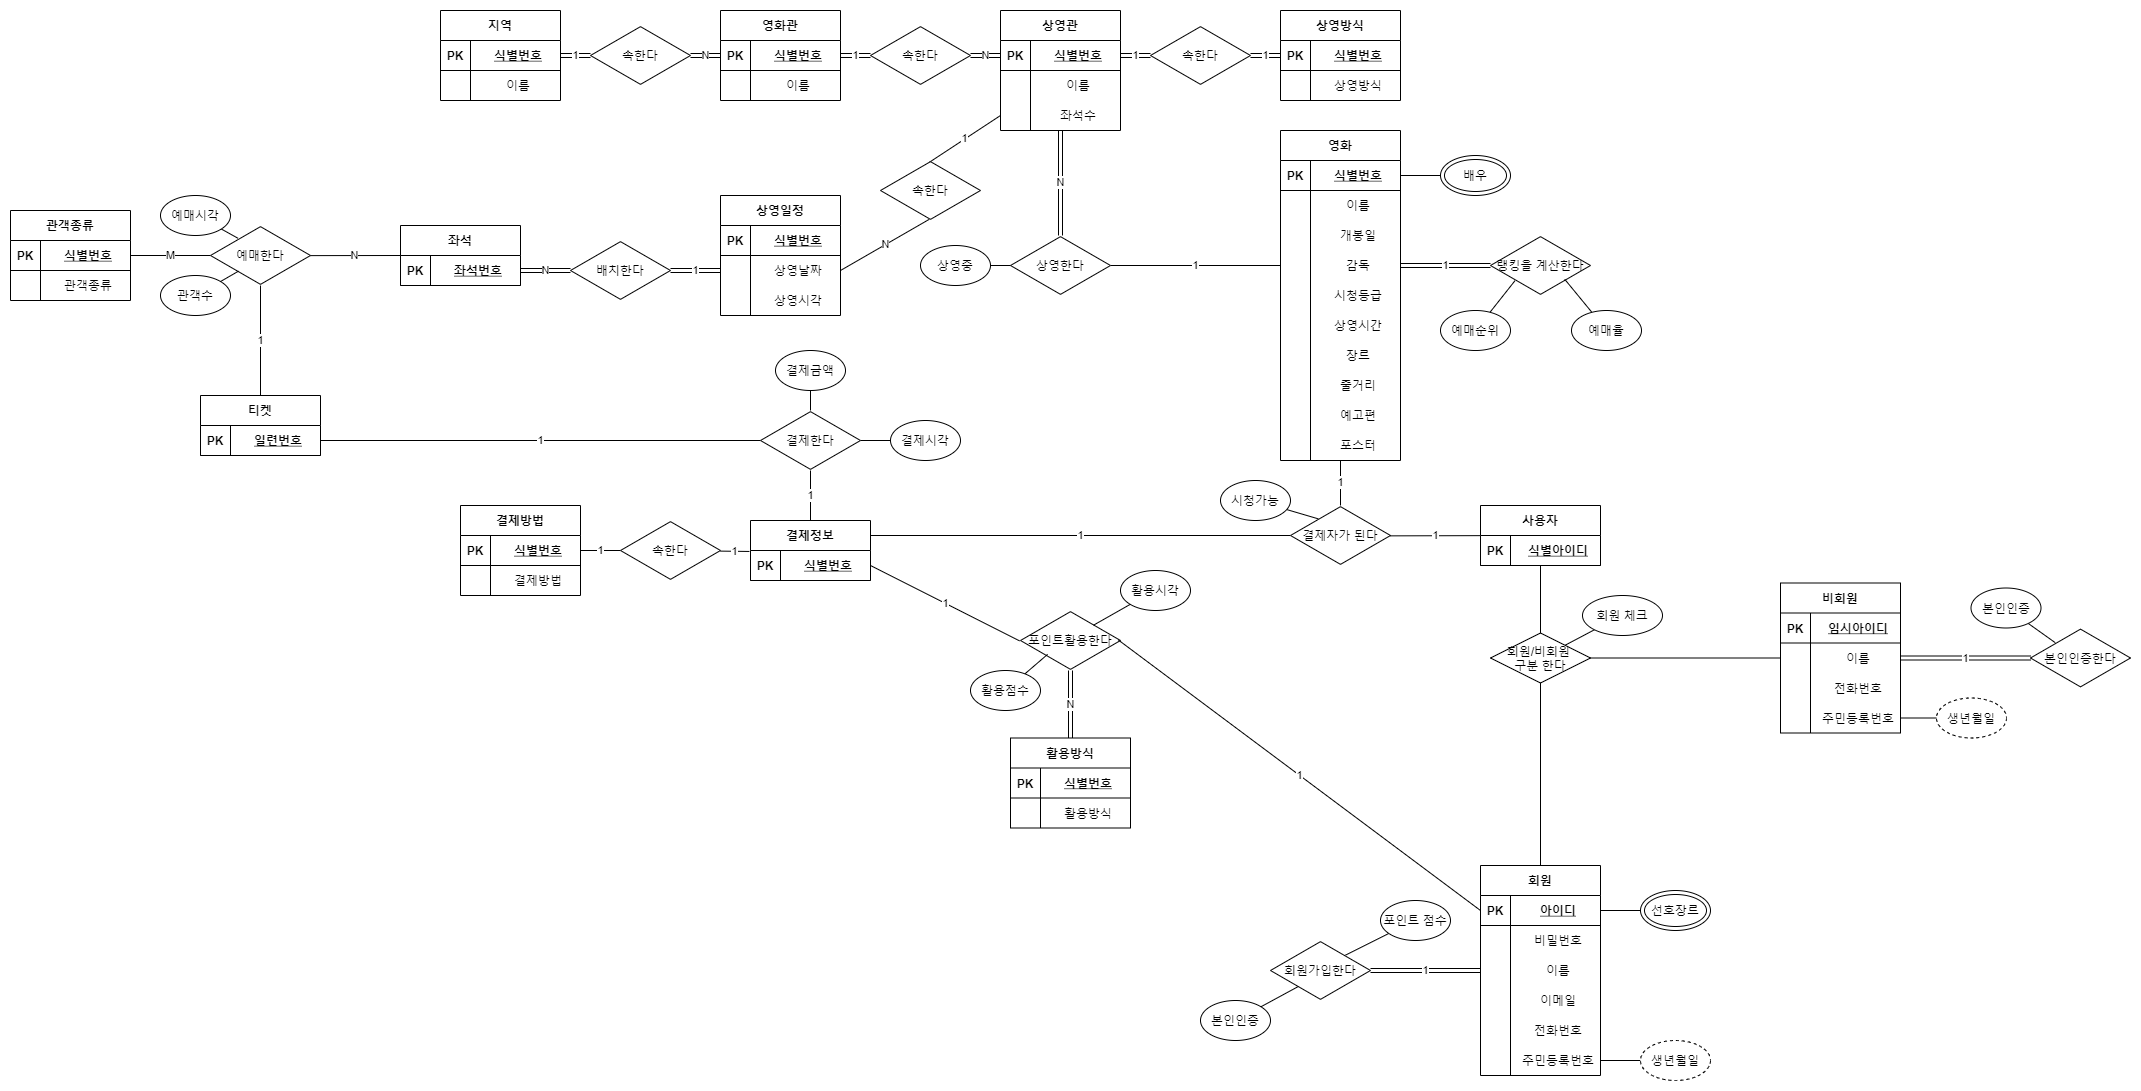 지역
PK 식별번호
이름
1
속한다
N
영화관
PK 식별번호
이름
1
속한다
N
상영관
PK 식별번호
이름
좌석수
1
속한다
1
상영방식
PK 식별번호
상영방식
1
속한다
N
N
영화
PK 식별번호
이름
개봉일
감독
시청등급
상영시간
장르
줄거리
예고편
포스터
배우
상영중
상영한다
1
1
랭킹을 계산한다
예매순위
예매율
관객종류
PK 식별번호
관객종류
M
예매시각
예매한다
관객수
N
좌석
PK 좌석번호
N
배치한다
1
상영일정
PK 식별번호
상영날짜
상영시각
1
티켓
PK 일련번호
1
결제금액
결제한다
결제시각
1
결제방법
PK 식별번호
결제방법
1
속한다
1
결제정보
PK 식별번호
1
1
시청가능
결제자가 된다
1
사용자
PK 식별아이디
1
활용시각
포인트활용한다
활용점수
N
활용방식
PK 식별번호
활용방식
1
회원 체크
회원/비회원
구분 한다
비회원
PK 임시아이디
이름
전화번호
주민등록번호
1
본인인증
본인인증한다
생년월일
회원
PK 아이디
비밀번호
이름
이메일
전화번호
주민등록번호
선호장르
포인트 점수
회원가입한다
1
본인인증
생년월일